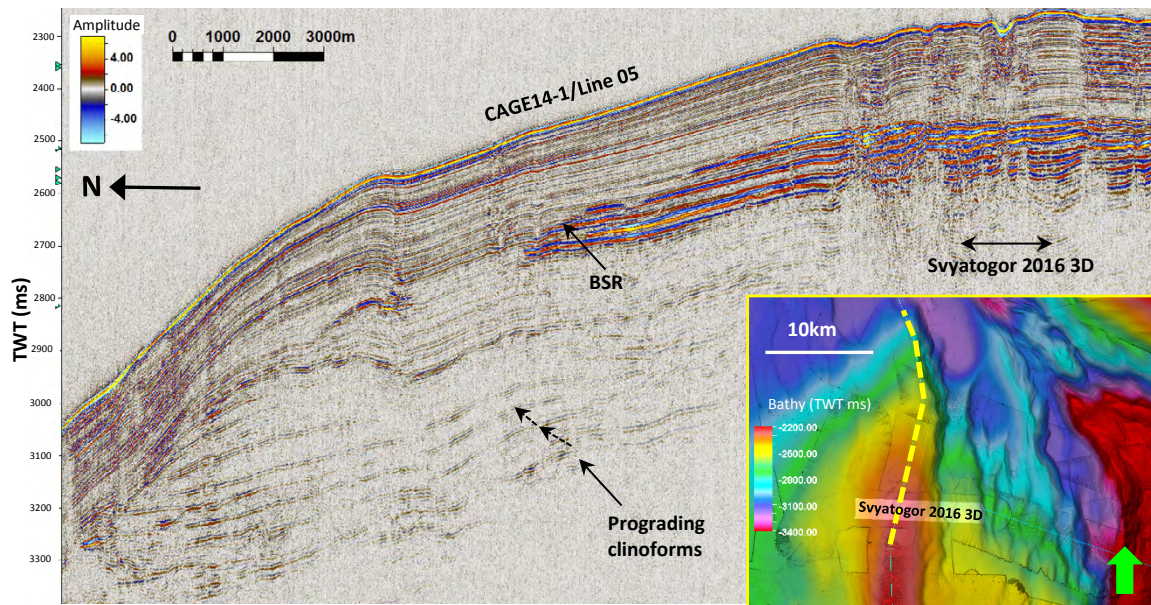 Amplitude
4.00
0.00
-4.00
0 1000 2000 3000m
CAGE14-1/Line 05
N
TWT (ms)
2300
2400
2500
2600
2700
2800
2900
3000
3100
3200
3300
BSR
Svyatogor 2016 3D
Prograding
clinoforms
10km
Bathy (TWT ms)
-2200.00
-2500.00
-2800.00
-3100.00
-3400.00
Svyatogor 2016 3D